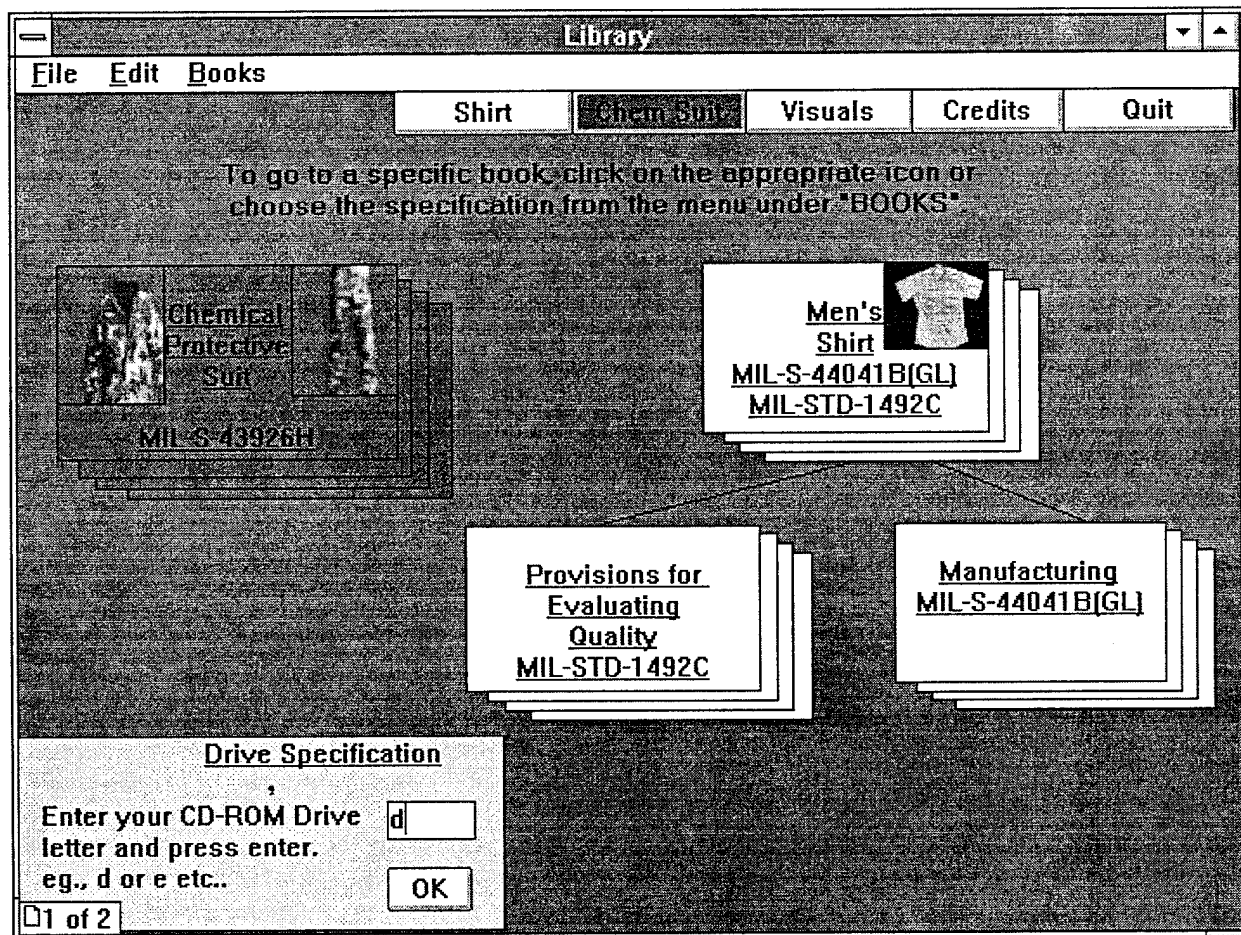 Library
File Edit Books
Shirt Chem Suit Visuals Credits Quit
To go to a specific book, click on the appropriate icon or
choose the specification from the menu under "BOOKS".
Chemical
Protective
Suit
MIL-S-43926H
Men's
Shirt
MIL-S-44041B(GL)
MIL-STD-1492C
Provisions for
Evaluating
Quality
MIL-STD-1492C
Manufacturing
MIL-S-44041B(GL)
Drive Specification
,
Enter your CD-ROM Drive
letter and press enter.
eg., d or e etc..
d
OK
1 of 2